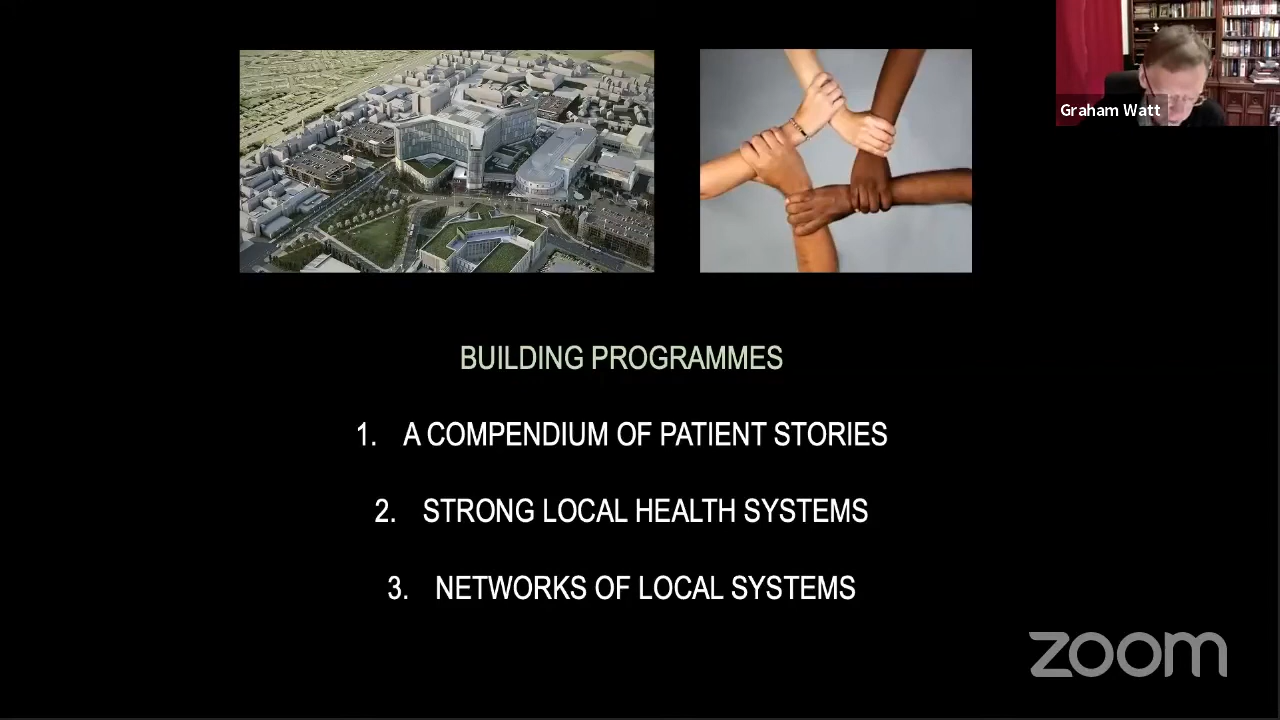 Graham Watt
BUILDING PROGRAMMES
1. A COMPENDIUM OF PATIENT STORIES
2. STRONG LOCAL HEALTH SYSTEMS
3. NETWORKS OF LOCAL SYSTEMS
zoom